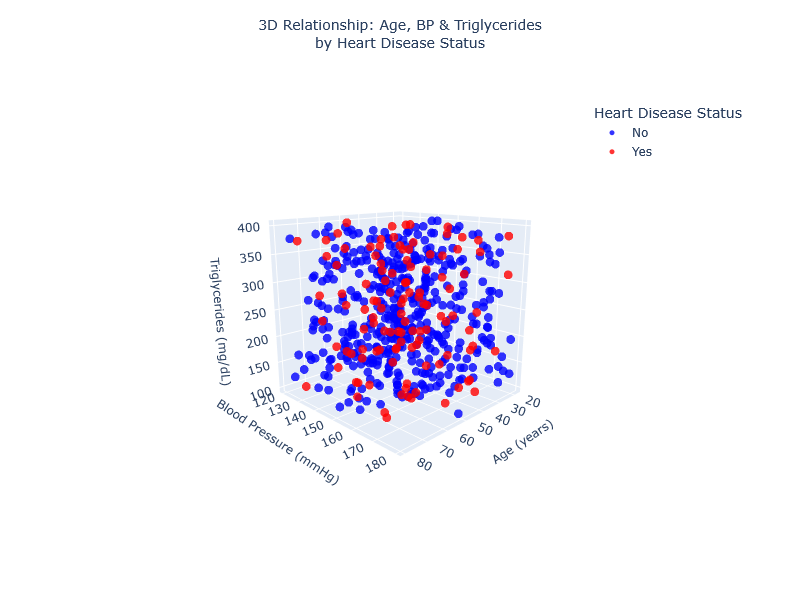 3D Relationship: Age, BP & Triglycerides
by Heart Disease Status
Heart Disease Status
No
Yes
400
350
300
250
200
150
100
Triglycerides (mg/dL)
120
130
140
150
160
170
180
Blood Pressure (mmHg)
20
30
40
50
60
70
80
Age (years)